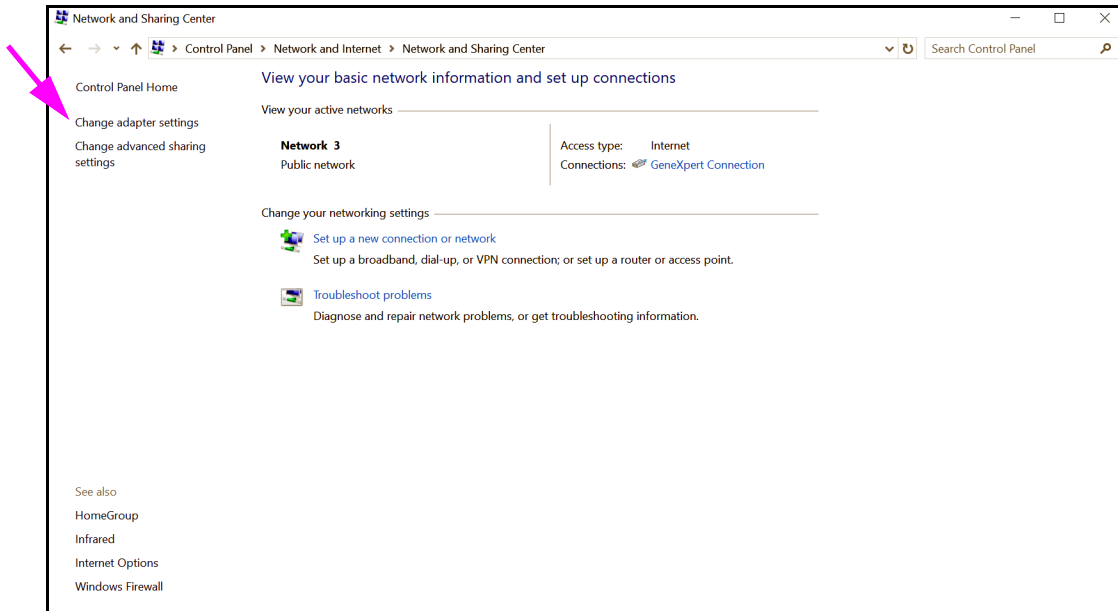 Network and Sharing Center
Control Panel > Network and Internet > Network and Sharing Center
Search Control Panel
Control Panel Home
Change adapter settings
Change advanced sharing
settings
View your basic network information and set up connections
View your active networks
Network 3
Public network
Access type: Internet
Connections: GeneXpert Connection
Change your networking settings
Set up a new connection or network
Set up a broadband, dial-up, or VPN connection; or set up a router or access point.
Troubleshoot problems
Diagnose and repair network problems, or get troubleshooting information.
See also
HomeGroup
Infrared
Internet Options
Windows Firewall